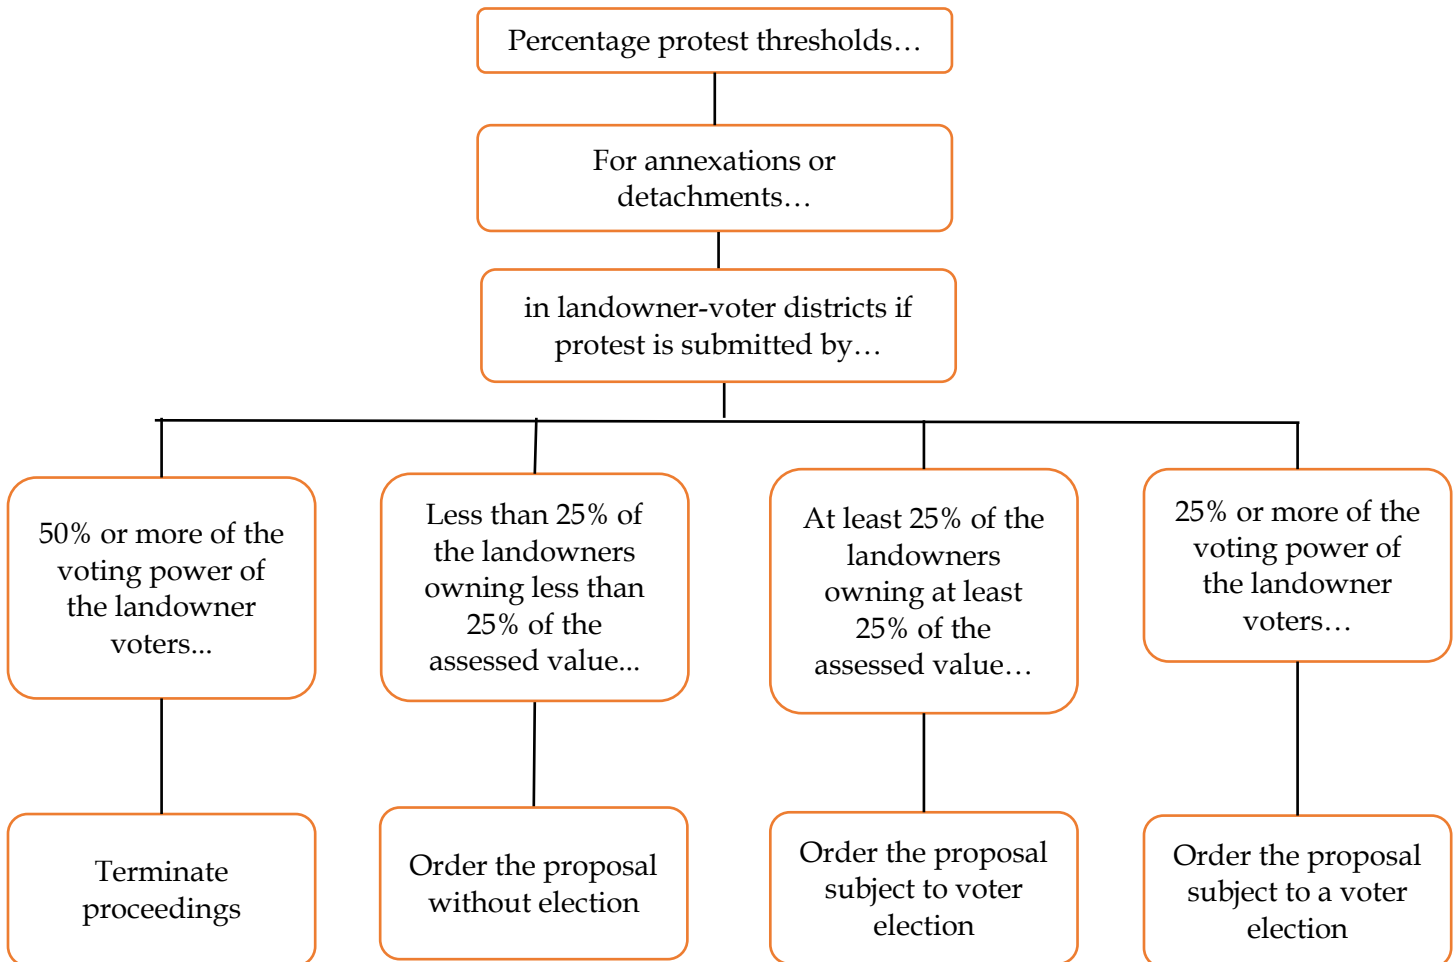 Percentage protest thresholds…
For annexations or
detachments…
in landowner-voter districts if
protest is submitted by…
50% or more of the
voting power of
the landowner
voters...
Less than 25% of
the landowners
owning less than
25% of the
assessed value...
At least 25% of the
landowners
owning at least
25% of the
assessed value…
25% or more of the
voting power of
the landowner
voters…
Terminate
proceedings
Order the proposal
without election
Order the proposal
subject to voter
election
Order the proposal
subject to a voter
election